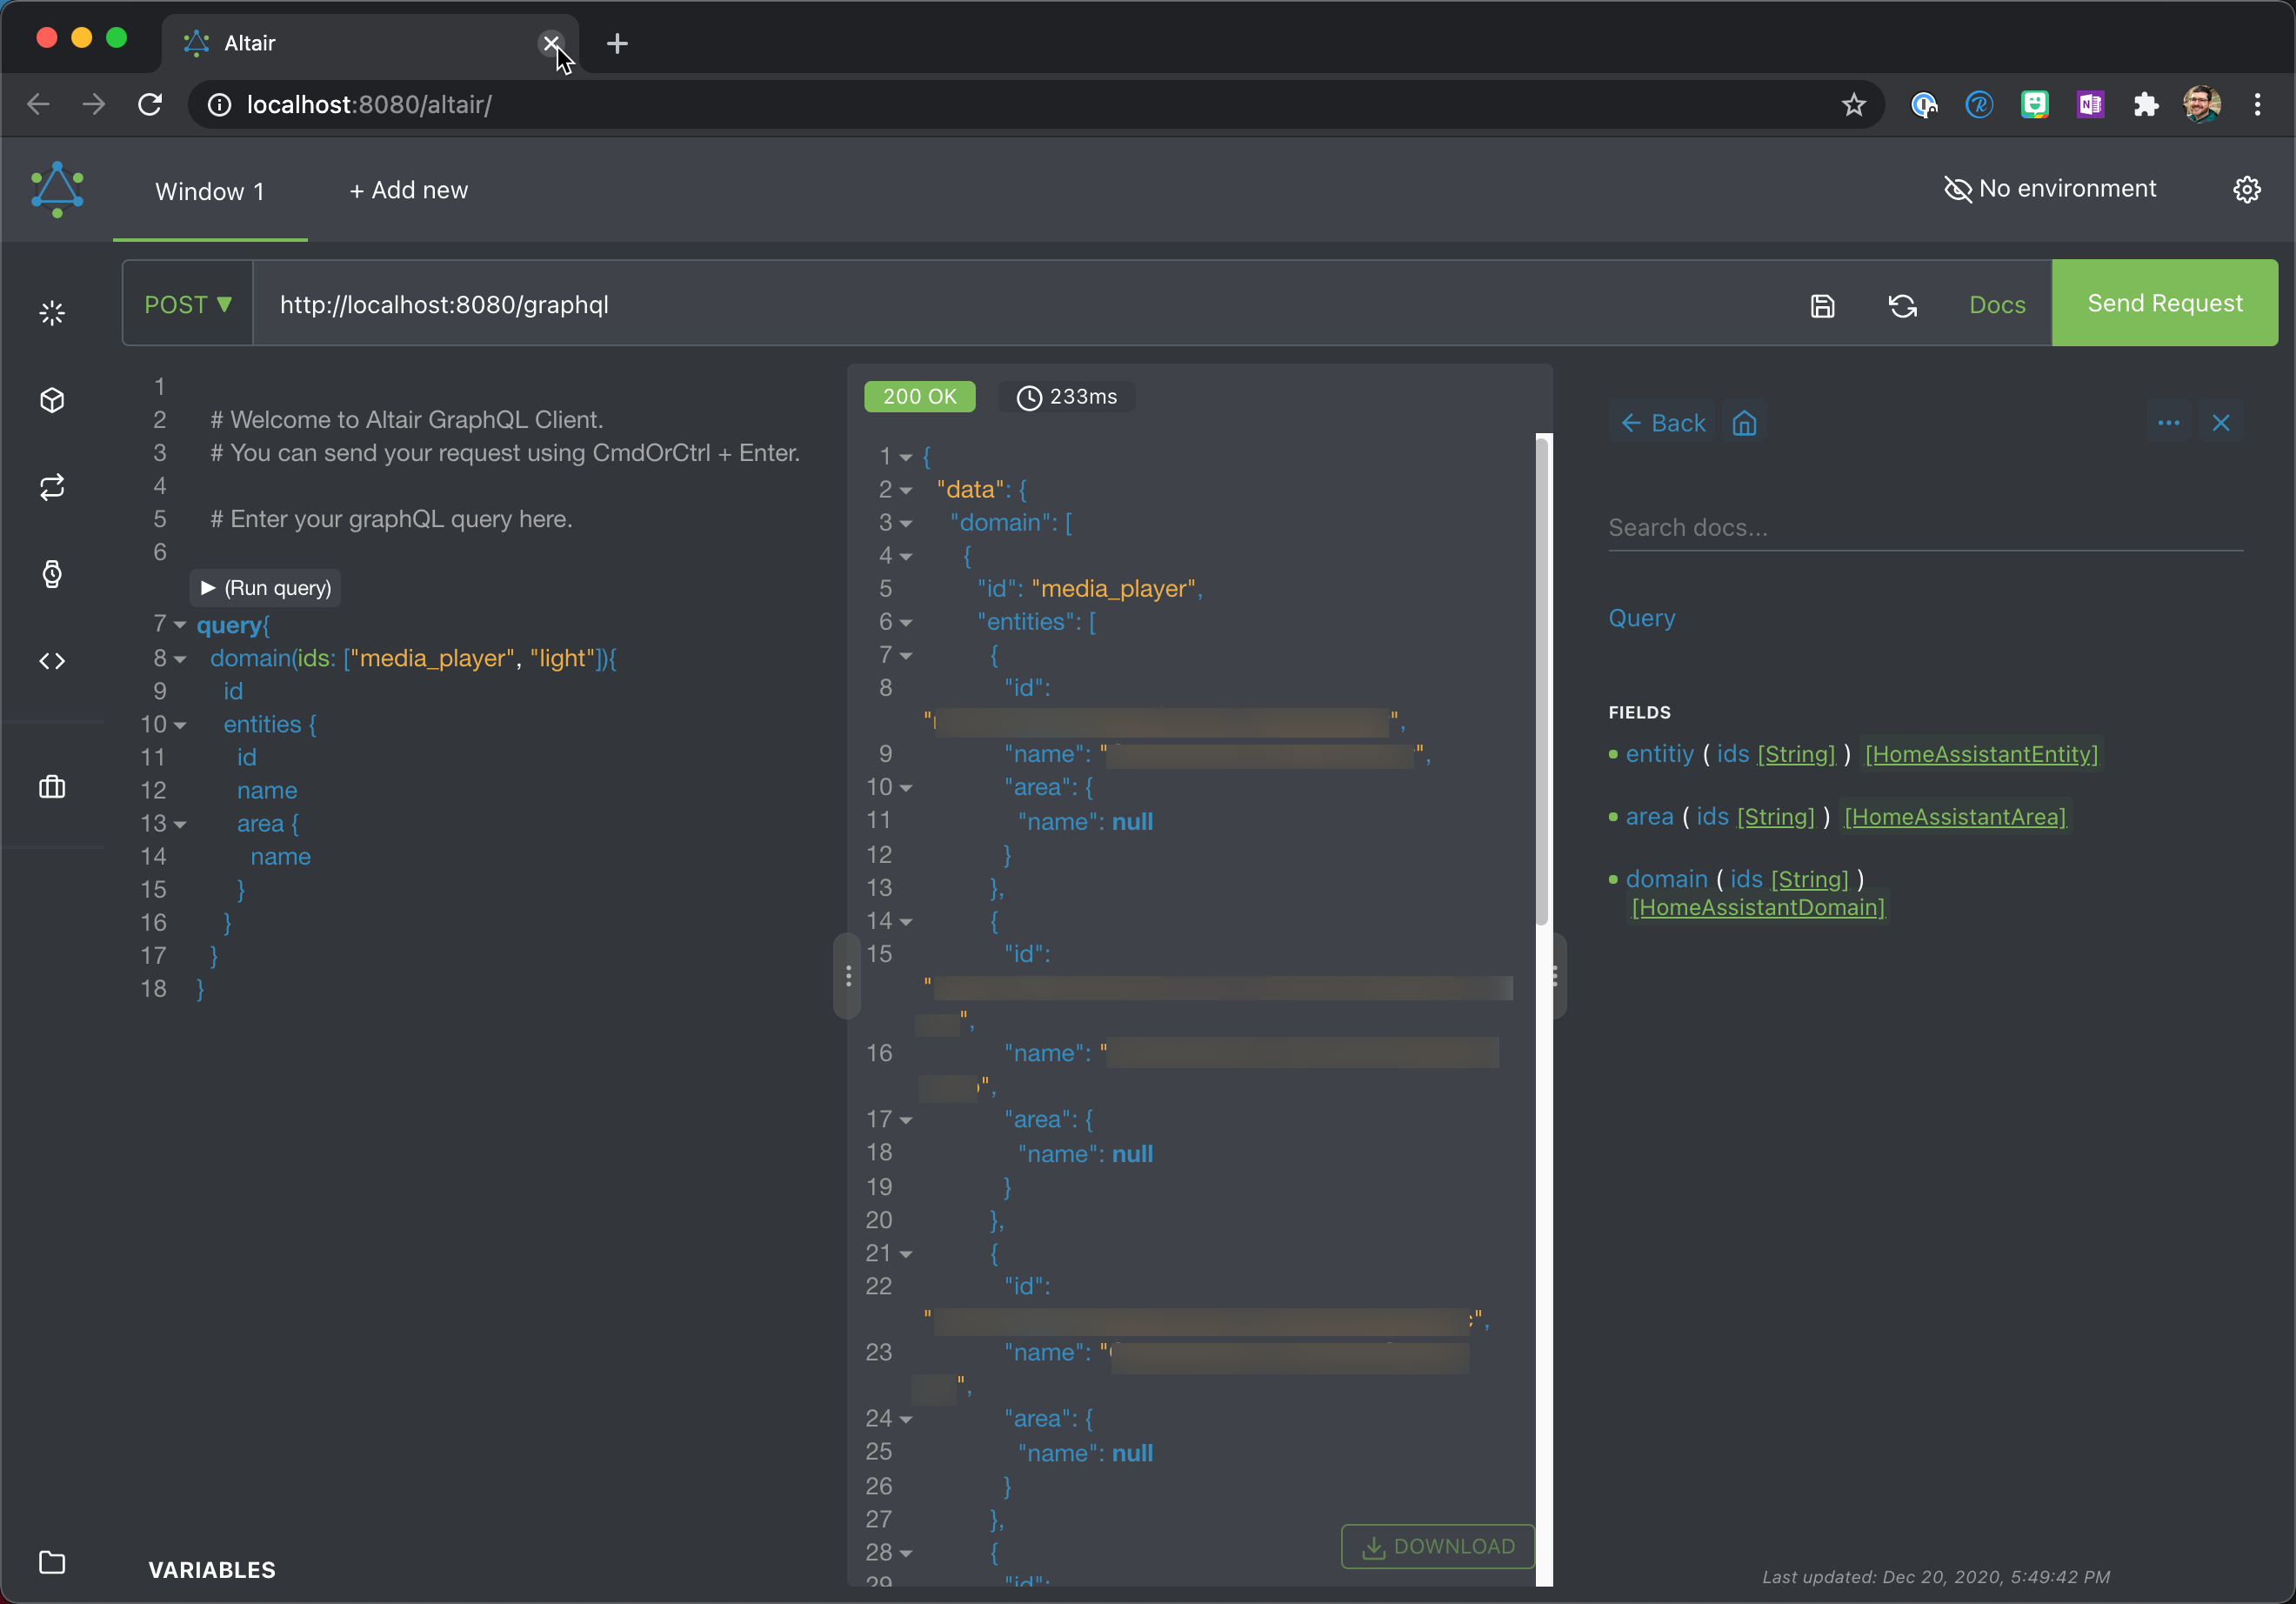 Altair
localhost:8080/altair/
Window 1
+ Add new
No environment
POST ▼
http://localhost:8080/graphql
Docs
Send Request
1
2 # Welcome to Altair GraphQL Client.
3 # You can send your request using CmdOrCtrl + Enter.
4
5 # Enter your graphQL query here.
6
▶ (Run query)
7 query{
8 domain(ids: ["media_player", "light"]){
9 id
10 entities {
11 id
12 name
13 area {
14 name
15 }
16 }
17 }
18 }
VARIABLES
200 OK
233ms
1 {
2 "data": {
3 "domain": [
4 {
5 "id": "media_player",
6 "entities": [
7 {
8 "id":
"",
9 "name": "",
10 "area": {
11 "name": null
12 }
13 },
14 {
15 "id":
"
",
16 "name": "
",
17 "area": {
18 "name": null
19 }
20 },
21 {
22 "id":
"",
23 "name": "
",
24 "area": {
25 "name": null
26 }
27 },
28 {
29 "id":
DOWNLOAD
← Back
Search docs...
Query
FIELDS
entitiy ( ids [String] ) [HomeAssistantEntity]
area ( ids [String] ) [HomeAssistantArea]
domain ( ids [String] )
[HomeAssistantDomain]
Last updated: Dec 20, 2020, 5:49:42 PM